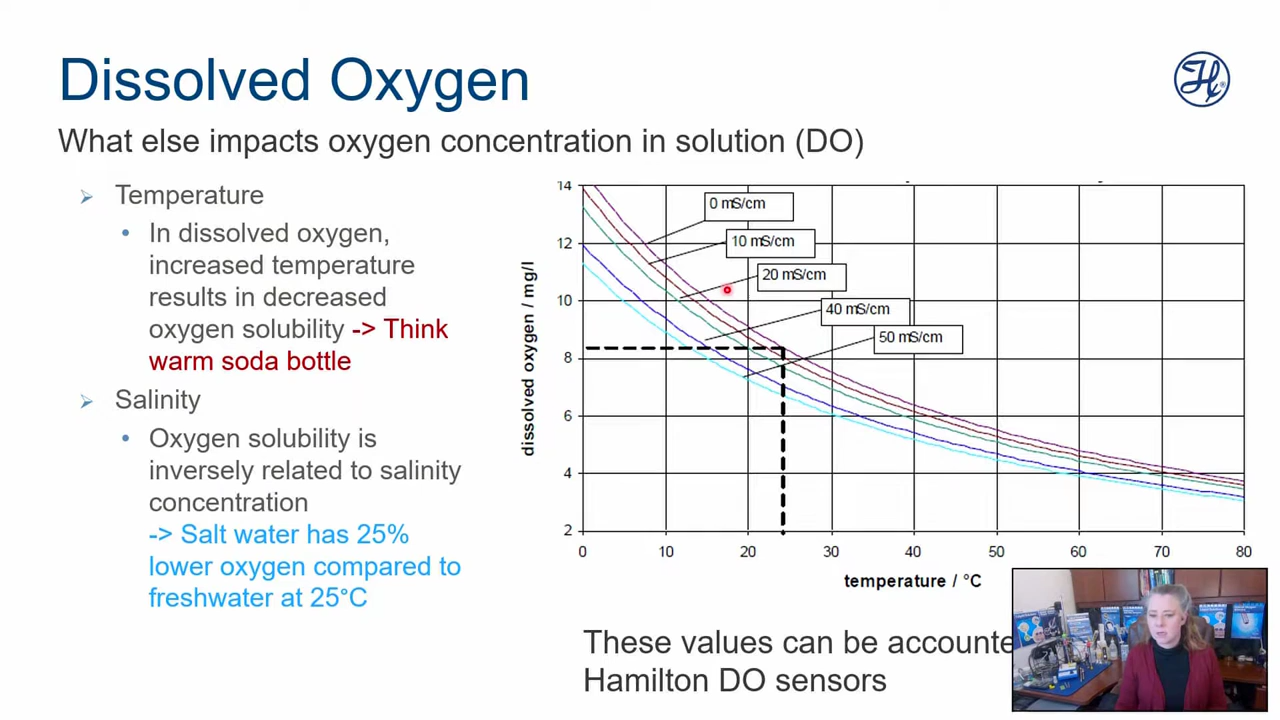 Dissolved Oxygen
What else impacts oxygen concentration in solution (DO)
Temperature
In dissolved oxygen,
increased temperature
results in decreased
oxygen solubility -> Think
warm soda bottle
Salinity
Oxygen solubility is
inversely related to salinity
concentration
-> Salt water has 25%
lower oxygen compared to
freshwater at 25°C
14
12
10
8
6
4
2
dissolved oxygen / mg/l
0 mS/cm
10 mS/cm
20 mS/cm
40 mS/cm
50 mS/cm
0 10 20 30 40 50 60 70 80
temperature / °C
These values can be accounte
Hamilton DO sensors